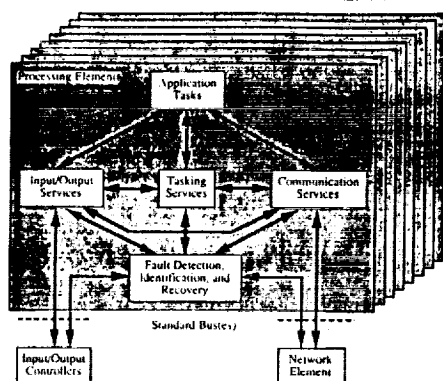 Processing Elements
Application
Tasks
Input/Output
Services
Tasking
Services
Communication
Services
Fault Detection,
Identification, and
Recovery
Standard Bus(es)
Input/Output
Controllers
Network
Element